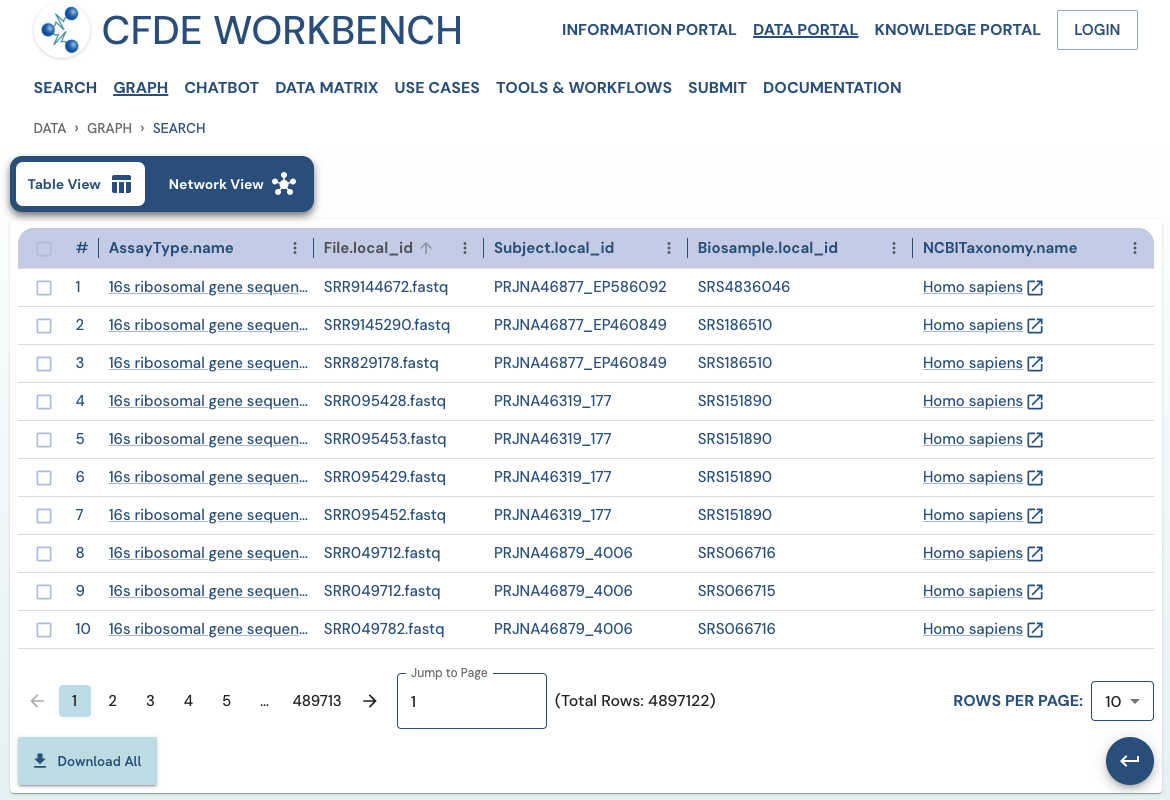 CFDE WORKBENCH
INFORMATION PORTAL DATA PORTAL KNOWLEDGE PORTAL LOGIN
SEARCH GRAPH CHATBOT DATA MATRIX USE CASES TOOLS & WORKFLOWS SUBMIT DOCUMENTATION
DATA › GRAPH › SEARCH
Table View Network View
# AssayType.name File.local_id Subject.local_id Biosample.local_id NCBITaxonomy.name
1 16s ribosomal gene sequen... SRR9144672.fastq PRJNA46877_EP586092 SRS4836046 Homo sapiens
2 16s ribosomal gene sequen... SRR9145290.fastq PRJNA46877_EP460849 SRS186510 Homo sapiens
3 16s ribosomal gene sequen... SRR829178.fastq PRJNA46877_EP460849 SRS186510 Homo sapiens
4 16s ribosomal gene sequen... SRR095428.fastq PRJNA46319_177 SRS151890 Homo sapiens
5 16s ribosomal gene sequen... SRR095453.fastq PRJNA46319_177 SRS151890 Homo sapiens
6 16s ribosomal gene sequen... SRR095429.fastq PRJNA46319_177 SRS151890 Homo sapiens
7 16s ribosomal gene sequen... SRR095452.fastq PRJNA46319_177 SRS151890 Homo sapiens
8 16s ribosomal gene sequen... SRR049712.fastq PRJNA46879_4006 SRS066716 Homo sapiens
9 16s ribosomal gene sequen... SRR049712.fastq PRJNA46879_4006 SRS066715 Homo sapiens
10 16s ribosomal gene sequen... SRR049782.fastq PRJNA46879_4006 SRS066716 Homo sapiens
Jump to Page
1 2 3 4 5 ... 489713 1 (Total Rows: 4897122) ROWS PER PAGE: 10
Download All